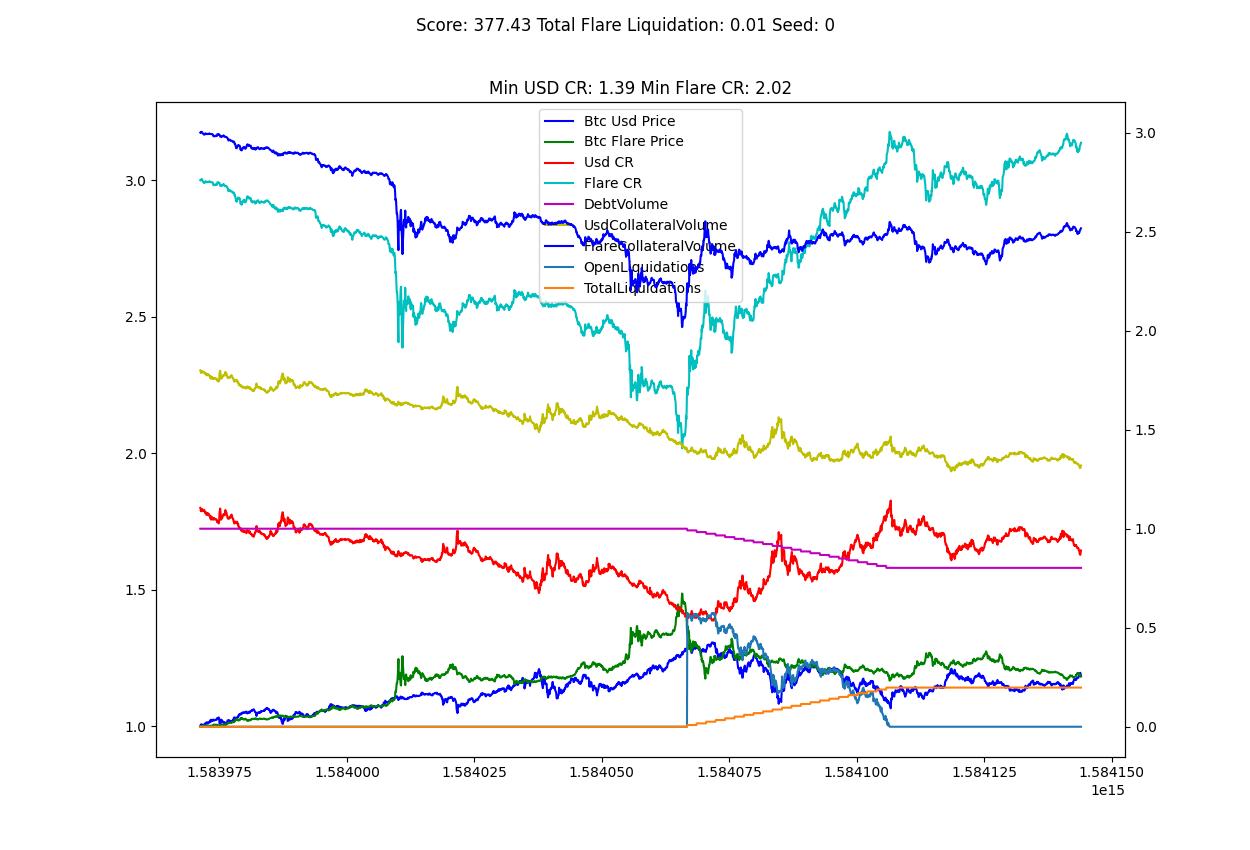 Score: 377.43 Total Flare Liquidation: 0.01 Seed: 0
Min USD CR: 1.39 Min Flare CR: 2.02
Btc Usd Price
Btc Flare Price
Usd CR
Flare CR
DebtVolume
UsdCollateralVolume
FlareCollateralVolume
OpenLiquidations
TotalLiquidations
3.0
2.5
2.0
1.5
1.0
3.0
2.5
2.0
1.5
1.0
0.5
0.0
1.583975 1.584000 1.584025 1.584050 1.584075 1.584100 1.584125 1.584150
1e15